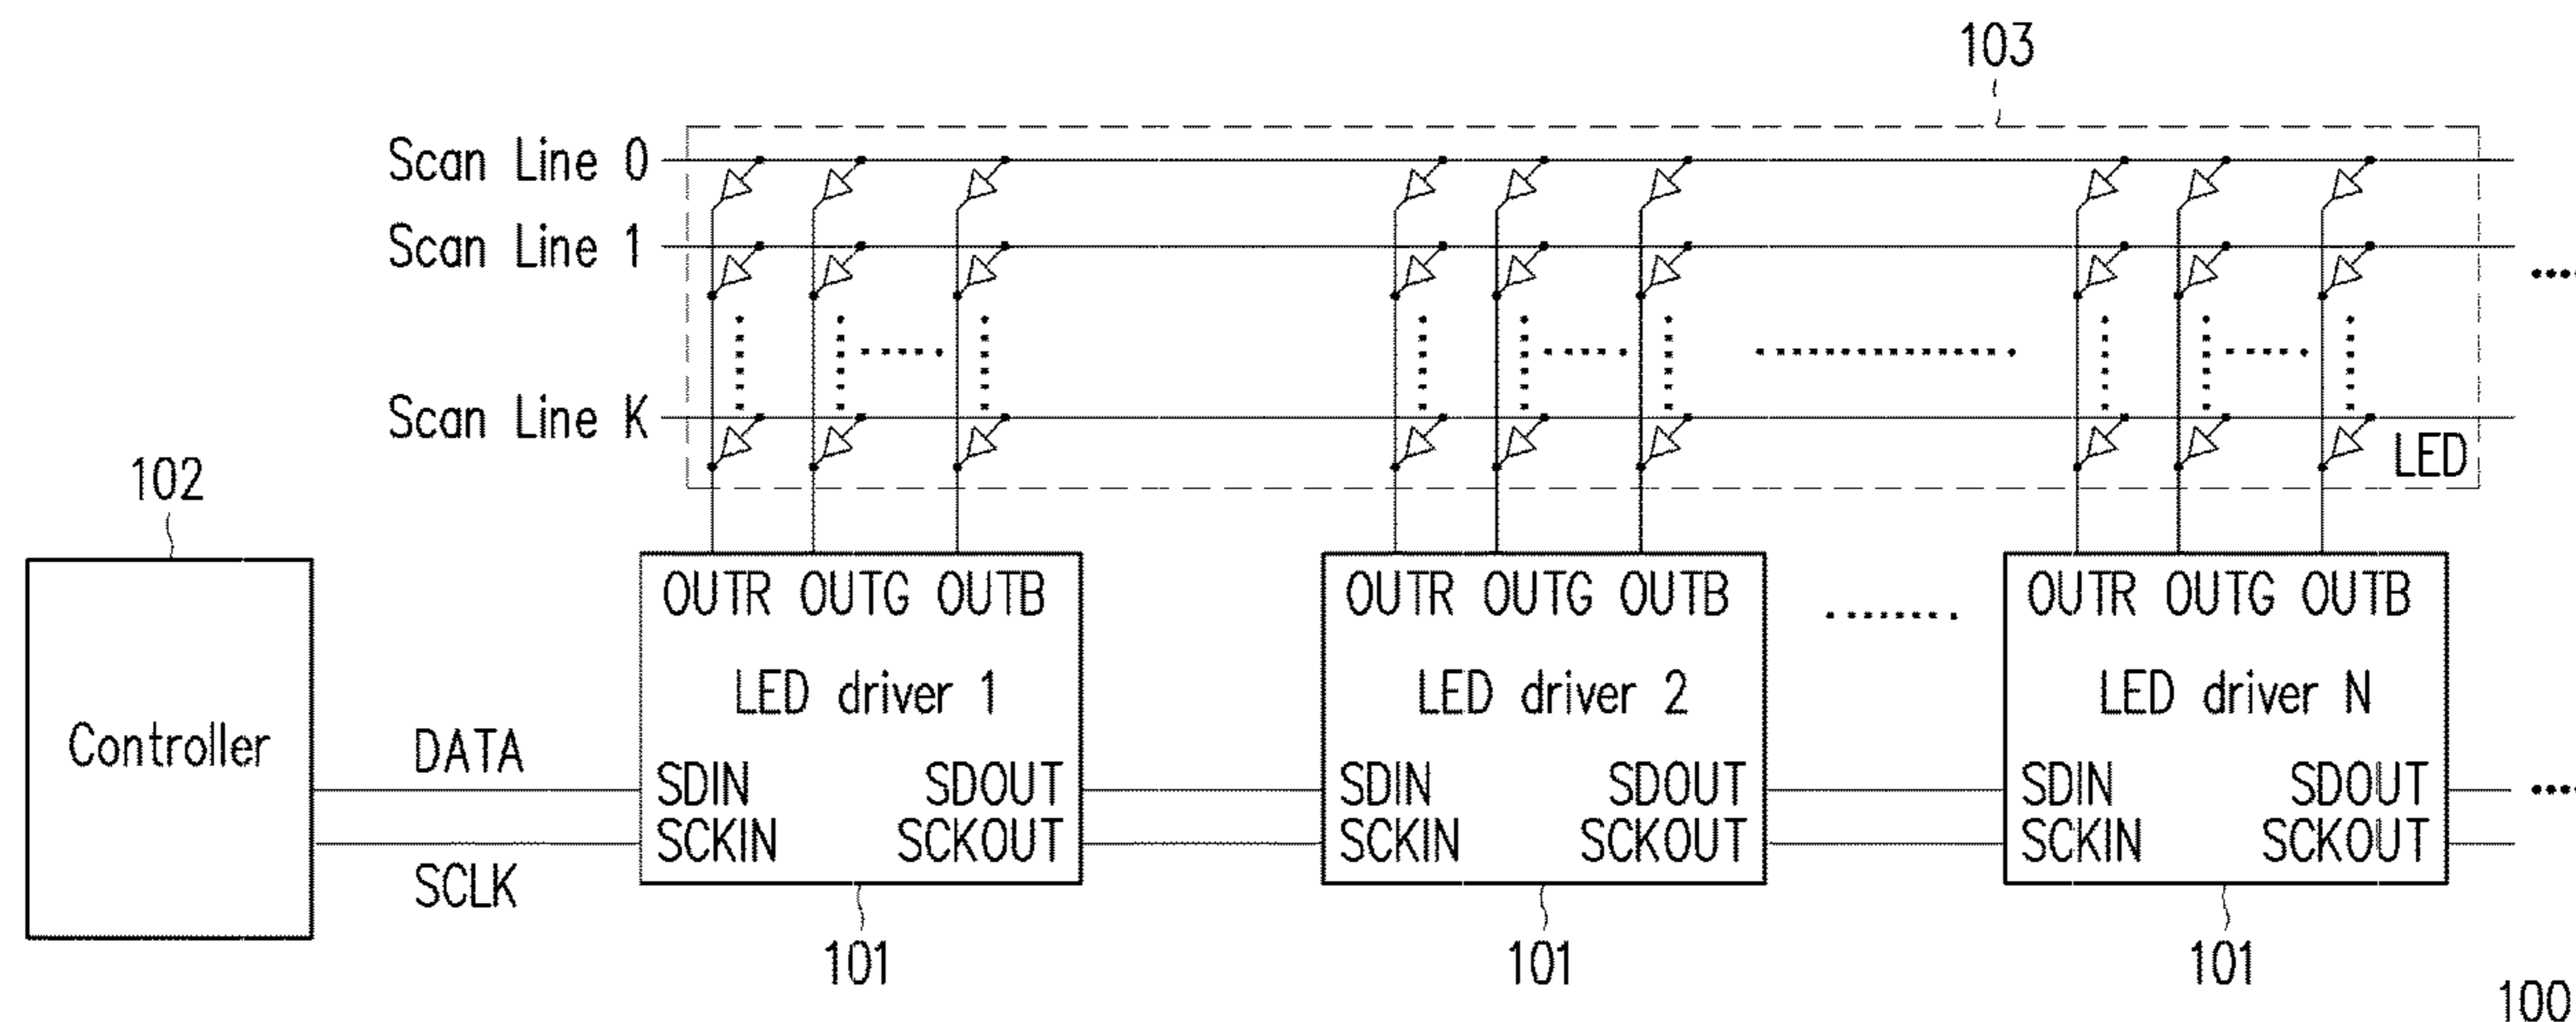 103
Scan Line 0
Scan Line 1
Scan Line K
LED
102
Controller
DATA
SCLK
OUTR OUTG OUTB
LED driver 1
SDIN SDOUT
SCKIN SCKOUT
101
OUTR OUTG OUTB
LED driver 2
SDIN SDOUT
SCKIN SCKOUT
101
OUTR OUTG OUTB
LED driver N
SDIN SDOUT
SCKIN SCKOUT
101
100